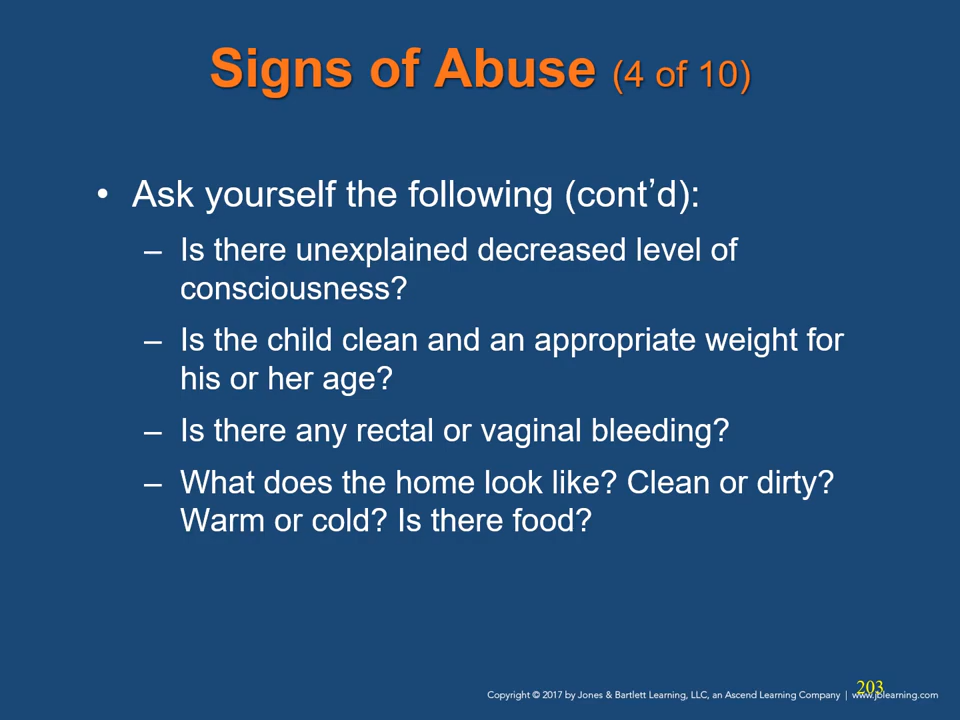 Signs of Abuse (4 of 10)
• Ask yourself the following (cont’d):
– Is there unexplained decreased level of
consciousness?
– Is the child clean and an appropriate weight for
his or her age?
– Is there any rectal or vaginal bleeding?
– What does the home look like? Clean or dirty?
Warm or cold? Is there food?
203
Copyright © 2017 by Jones & Bartlett Learning, LLC, an Ascend Learning Company | www.jblearning.com